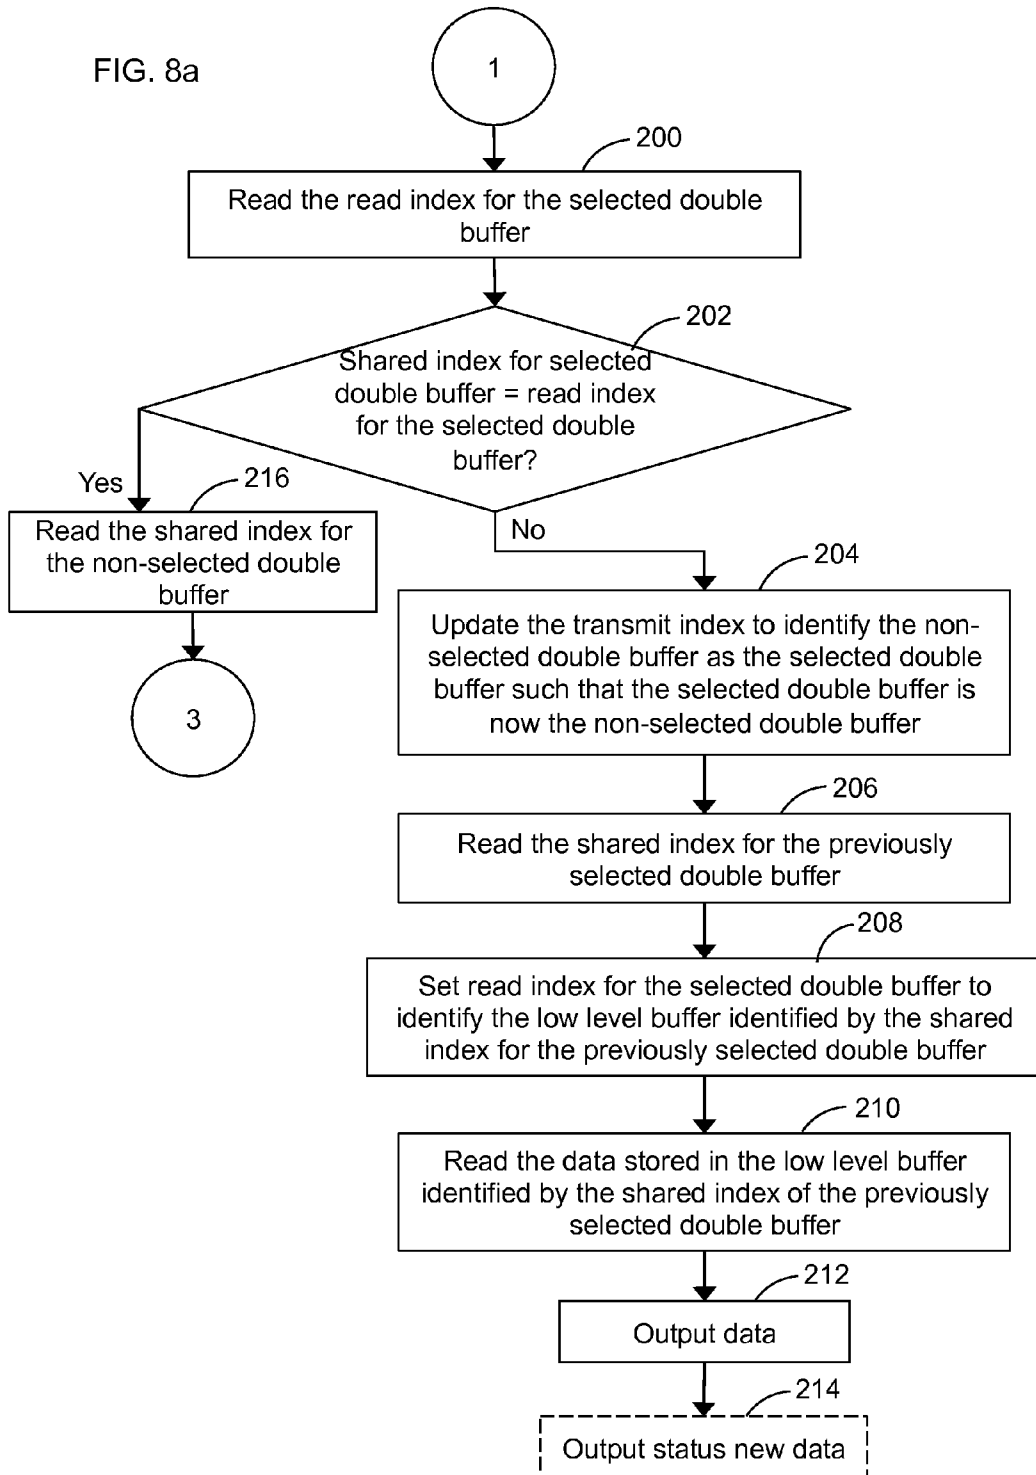 FIG. 8a
1
200
Read the read index for the selected double
buffer
202
Shared index for selected
double buffer = read index
for the selected double
buffer?
Yes
216
Read the shared index for
the non-selected double
buffer
3
No
204
Update the transmit index to identify the non-
selected double buffer as the selected double
buffer such that the selected double buffer is
now the non-selected double buffer
206
Read the shared index for the previously
selected double buffer
208
Set read index for the selected double buffer to
identify the low level buffer identified by the shared
index for the previously selected double buffer
210
Read the data stored in the low level buffer
identified by the shared index of the previously
selected double buffer
212
Output data
214
Output status new data